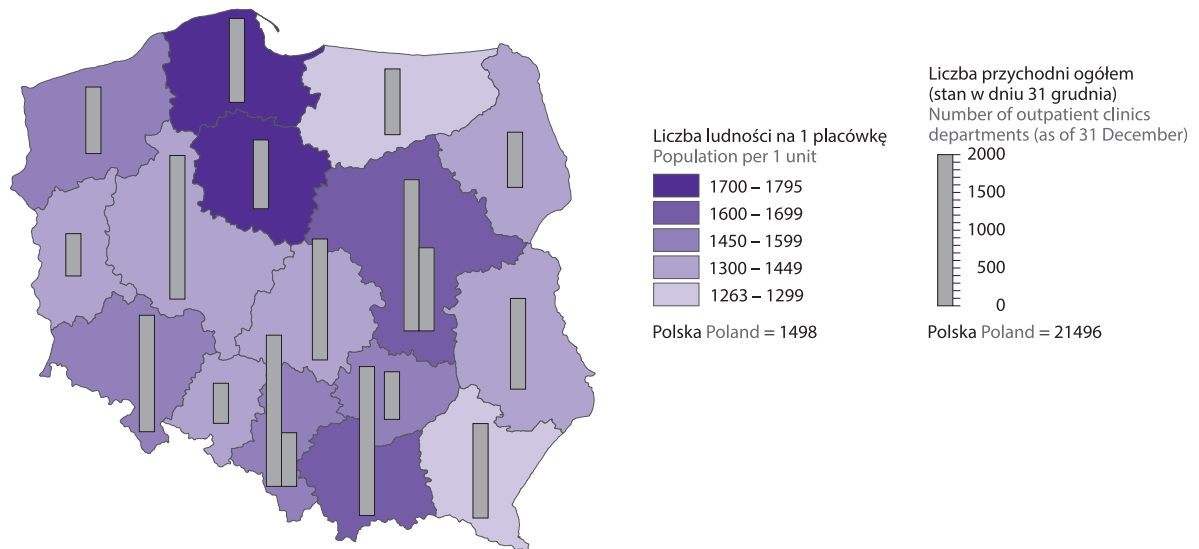 Liczba ludności na 1 placówkę
Population per 1 unit
1700 – 1795
1600 – 1699
1450 – 1599
1300 – 1449
1263 – 1299
Polska Poland = 1498
Liczba przychodni ogółem
(stan w dniu 31 grudnia)
Number of outpatient clinics
departments (as of 31 December)
2000
1500
1000
500
0
Polska Poland = 21496